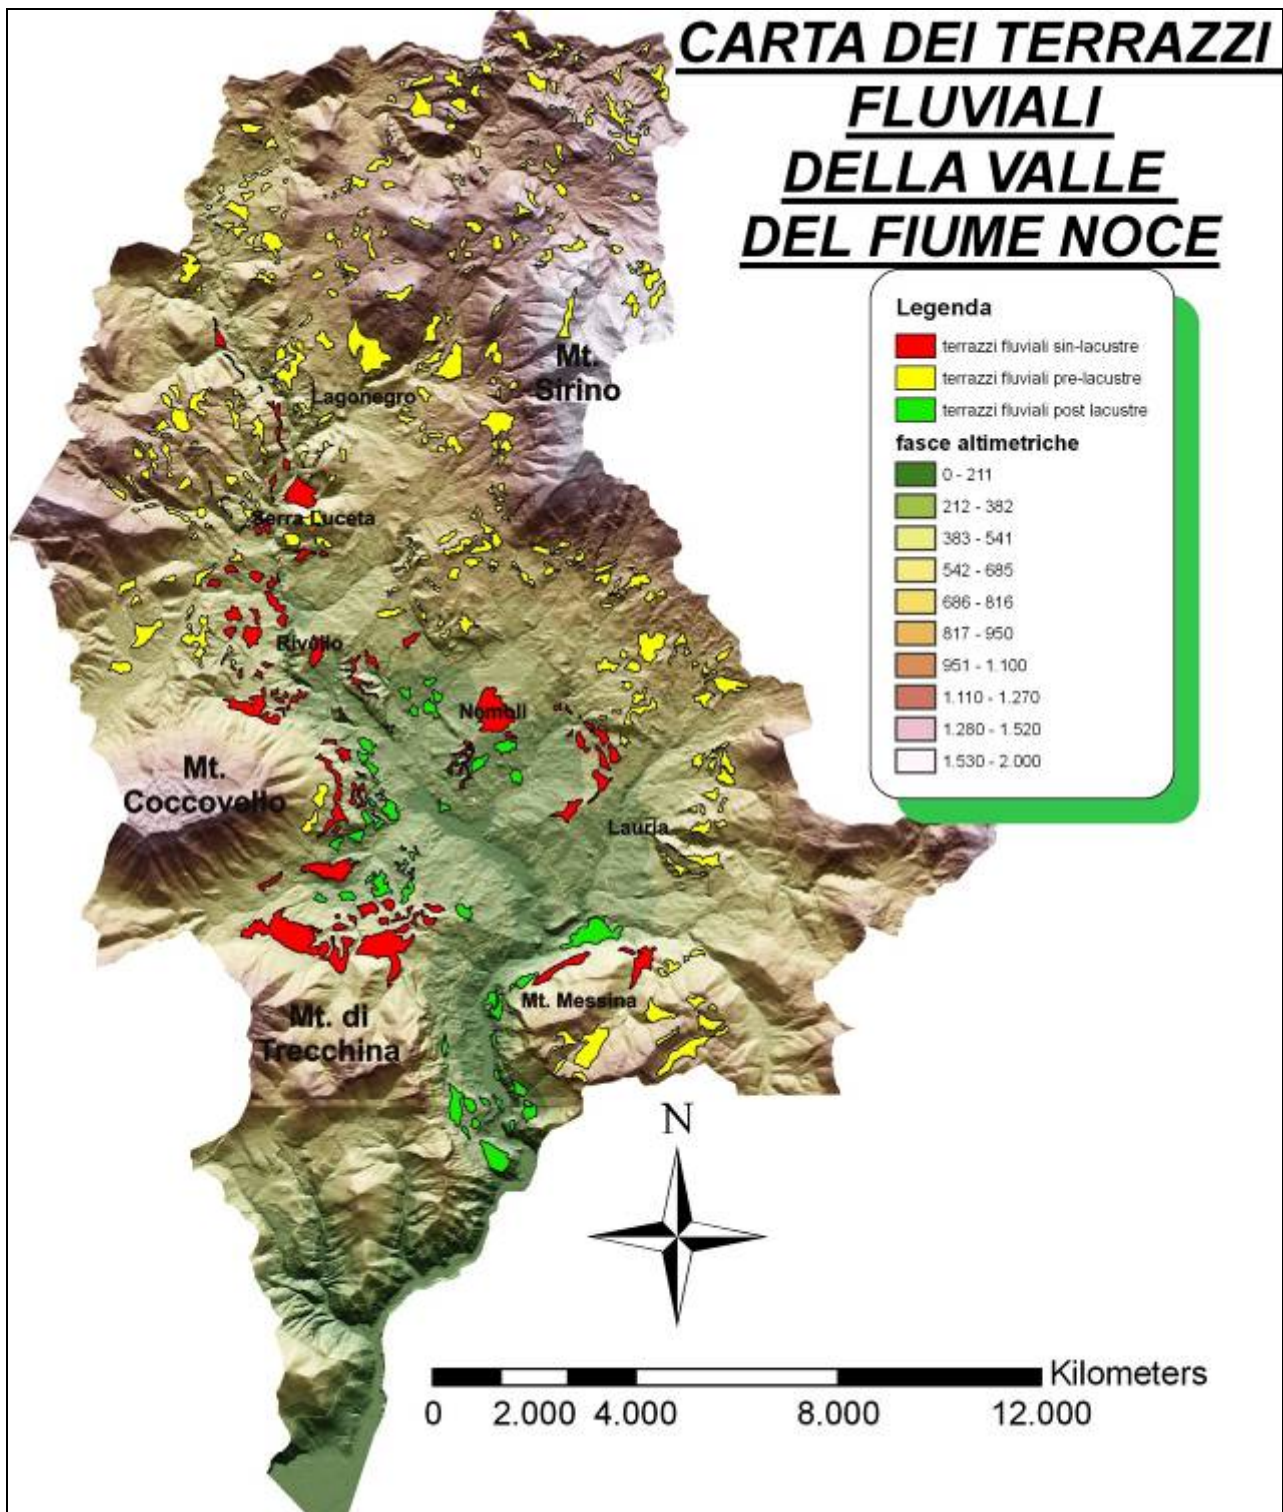 CARTA DEI TERRAZZI
FLUVIALI
DELLA VALLE
DEL FIUME NOCE
Legenda
terrazzi fluviali sin-lacustre
terrazzi fluviali pre-lacustre
terrazzi fluviali post lacustre
fasce altimetriche
0 - 211
212 - 382
383 - 541
542 - 685
686 - 816
817 - 950
951 - 1.100
1.110 - 1.270
1.280 - 1.520
1.530 - 2.000
Mt.
Sirino
Lagonegro
Serra Luceta
Rivello
Nemoli
Mt.
Coccovello
Lauria
Mt. Messina
Mt. di
Trecchina
N
Kilometers
0 2.000 4.000 8.000 12.000